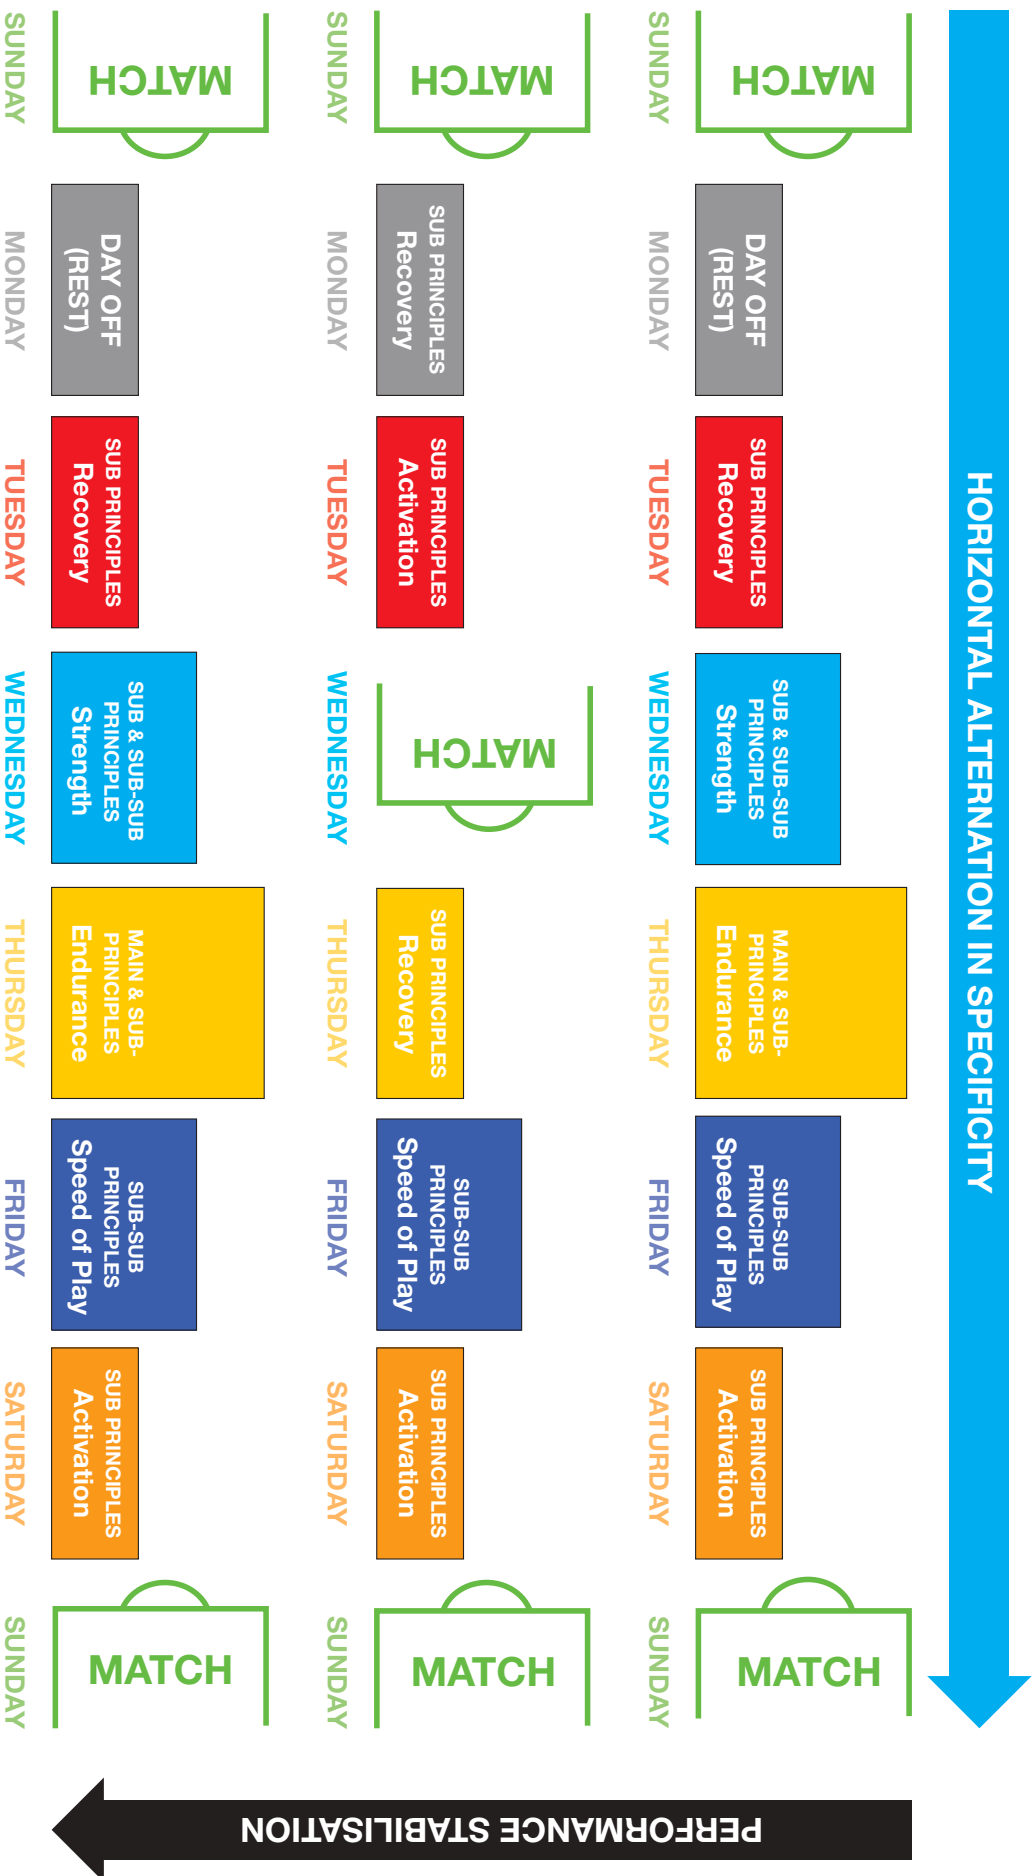 HORIZONTAL ALTERNATION IN SPECIFICITY
MATCH
DAY OFF
(REST)
SUB PRINCIPLES
Recovery
SUB & SUB-SUB
PRINCIPLES
Strength
MAIN & SUB-
PRINCIPLES
Endurance
SUB-SUB
PRINCIPLES
Speed of Play
SUB PRINCIPLES
Activation
MATCH
SUNDAY
MONDAY
TUESDAY
WEDNESDAY
THURSDAY
FRIDAY
SATURDAY
SUNDAY
MATCH
SUB PRINCIPLES
Recovery
SUB PRINCIPLES
Activation
MATCH
SUB PRINCIPLES
Recovery
SUB-SUB
PRINCIPLES
Speed of Play
SUB PRINCIPLES
Activation
MATCH
SUNDAY
MONDAY
TUESDAY
WEDNESDAY
THURSDAY
FRIDAY
SATURDAY
SUNDAY
MATCH
DAY OFF
(REST)
SUB PRINCIPLES
Recovery
SUB & SUB-SUB
PRINCIPLES
Strength
MAIN & SUB-
PRINCIPLES
Endurance
SUB-SUB
PRINCIPLES
Speed of Play
SUB PRINCIPLES
Activation
MATCH
SUNDAY
MONDAY
TUESDAY
WEDNESDAY
THURSDAY
FRIDAY
SATURDAY
SUNDAY
PERFORMANCE STABILISATION